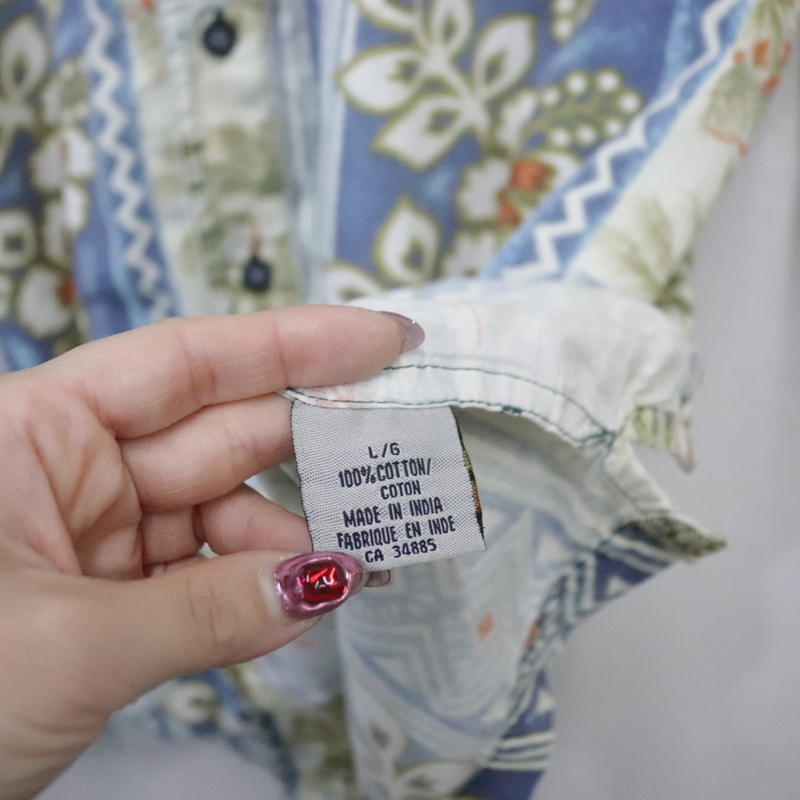 L/G
100%COTTON/
COTON
MADE IN INDIA
FABRIQUE EN INDE
CA 34885